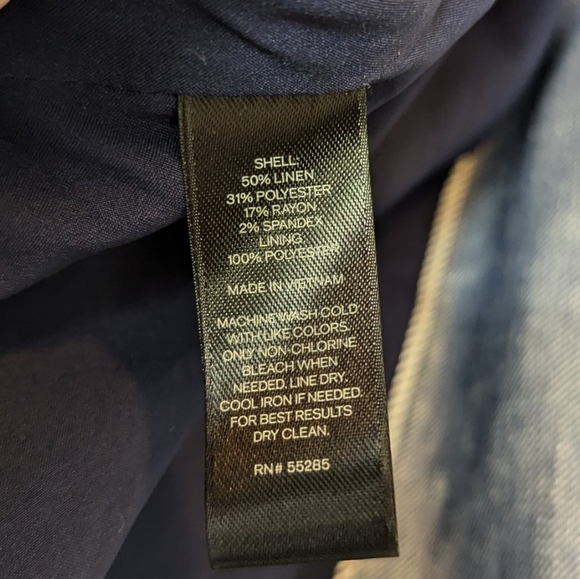 SHELL:
50% LINEN
31% POLYESTER
17% RAYON
2% SPANDEX
LINING
100% POLYESTER
MADE IN VIETNAM
MACHINE WASH COLD
WITH LIKE COLORS.
ONLY NON-CHLORINE
BLEACH WHEN
NEEDED. LINE DRY.
COOL IRON IF NEEDED.
FOR BEST RESULTS
DRY CLEAN.
RN# 55285